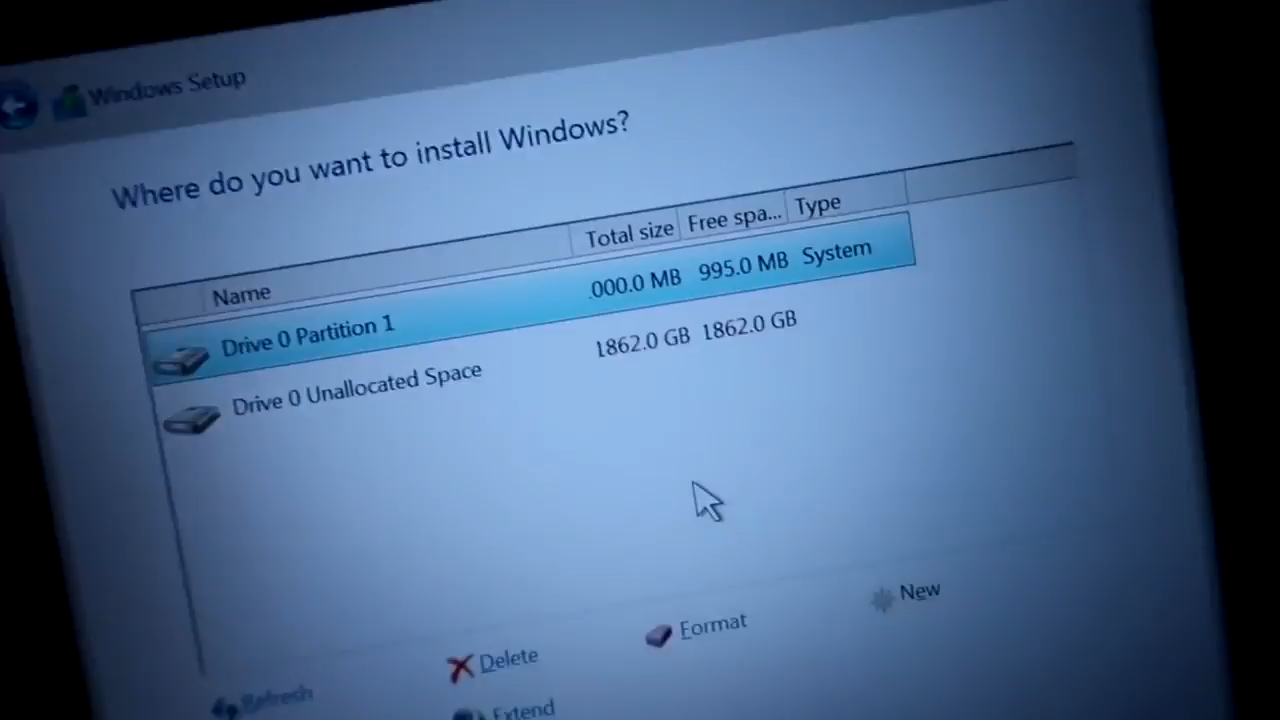 Windows Setup
Where do you want to install Windows?
Name Total size Free spa... Type
Drive 0 Partition 1 .000.0 MB 995.0 MB System
Drive 0 Unallocated Space 1862.0 GB 1862.0 GB
Refresh Delete Format New
Extend